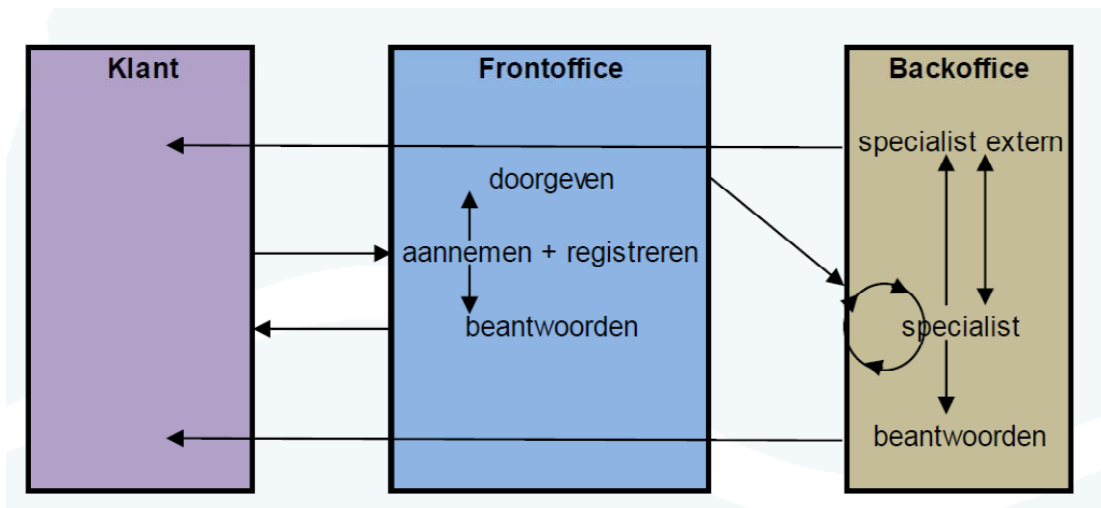 Klant
Frontoffice
doorgeven
aannemen + registreren
beantwoorden
Backoffice
specialist extern
specialist
beantwoorden